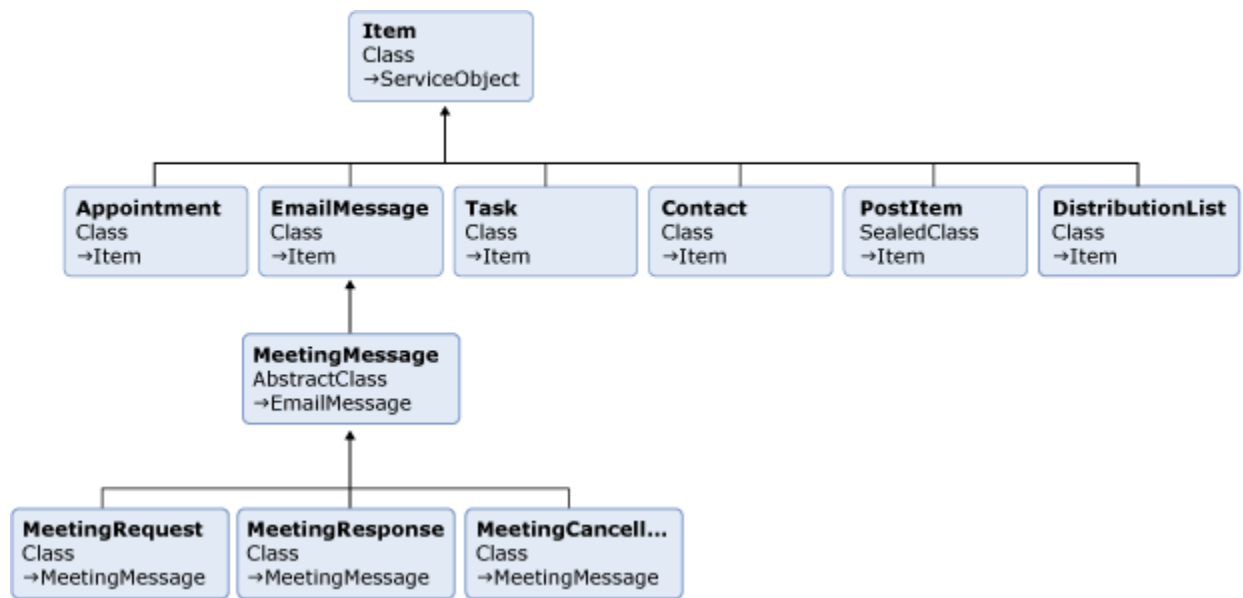 Item
Class
→ServiceObject
Appointment
Class
→Item
EmailMessage
Class
→Item
Task
Class
→Item
Contact
Class
→Item
PostItem
SealedClass
→Item
DistributionList
Class
→Item
MeetingMessage
AbstractClass
→EmailMessage
MeetingRequest
Class
→MeetingMessage
MeetingResponse
Class
→MeetingMessage
MeetingCancell...
Class
→MeetingMessage